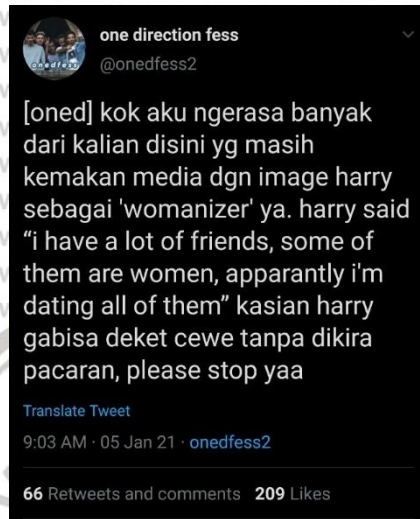 one direction fess
@onedfess2
[oned] kok aku ngerasa banyak
dari kalian disini yg masih
kemakan media dgn image harry
sebagai 'womanizer' ya. harry said
“i have a lot of friends, some of
them are women, apparantly i'm
dating all of them” kasian harry
gabisa deket cewe tanpa dikira
pacaran, please stop yaa
Translate Tweet
9:03 AM · 05 Jan 21 · onedfess2
66 Retweets and comments 209 Likes